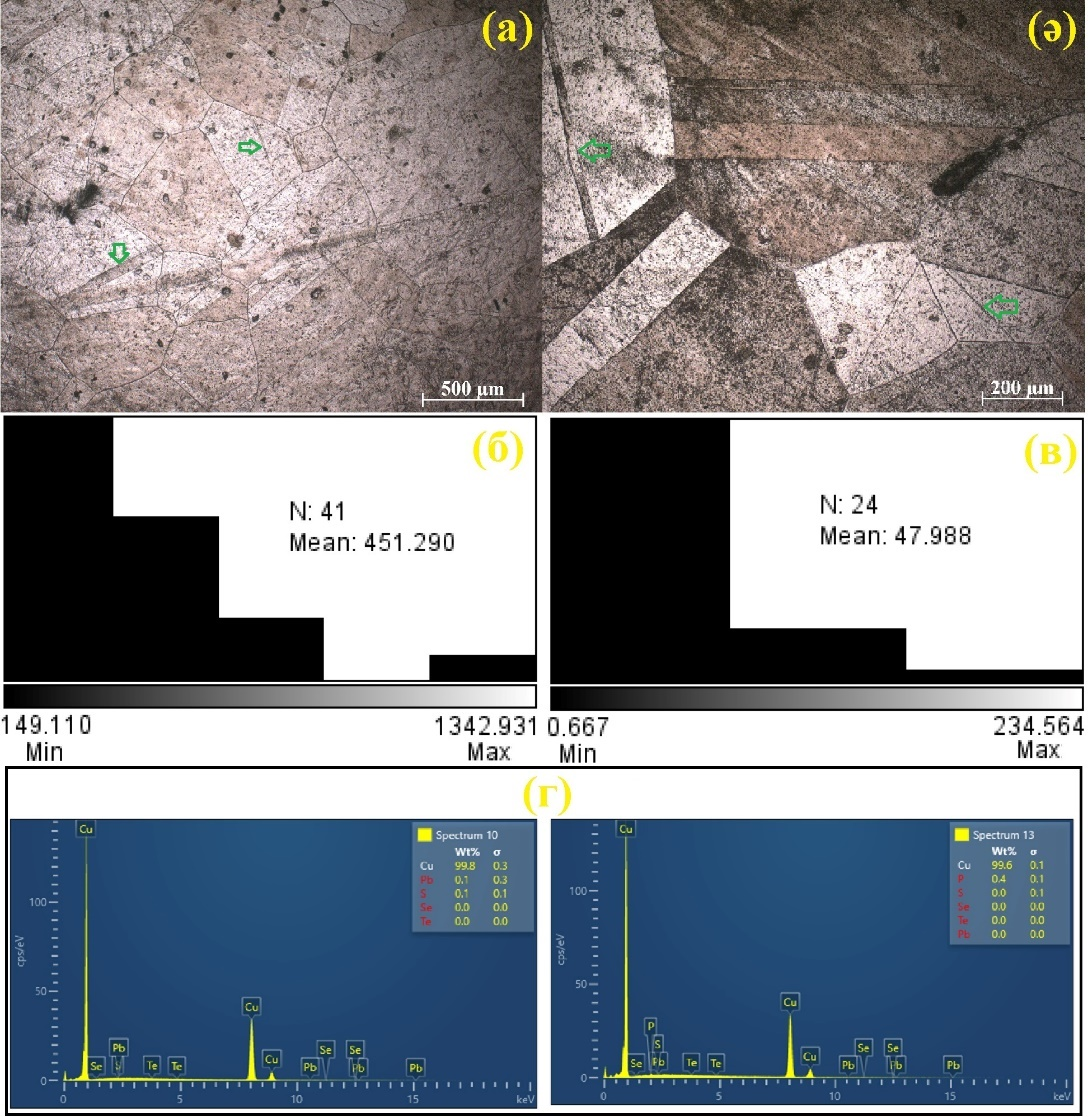 (а)
500 µm
(ә)
200 µm
(б)
N: 41
Mean: 451.290
149.110
1342.931
Min
Max
(в)
N: 24
Mean: 47.988
0.667
234.564
Min
Max
(г)
Cu
Spectrum 10
Wt% σ
Cu 99.8 0.3
Pb 0.1 0.3
S 0.1 0.1
Se 0.0 0.0
Te 0.0 0.0
100
cps/eV
50
Cu
Pb
Se
Te
Te
Cu
Pb
Se
Se
Pb
Pb
0
0
5
10
15
keV
Cu
Spectrum 13
Wt% σ
Cu 99.6 0.1
P 0.4 0.1
S 0.0 0.1
Se 0.0 0.0
Te 0.0 0.0
Pb 0.0 0.0
100
cps/eV
50
Cu
P
S
Se
Pb
Te
Te
Cu
Pb
Se
Se
Pb
Pb
0
0
5
10
15
keV